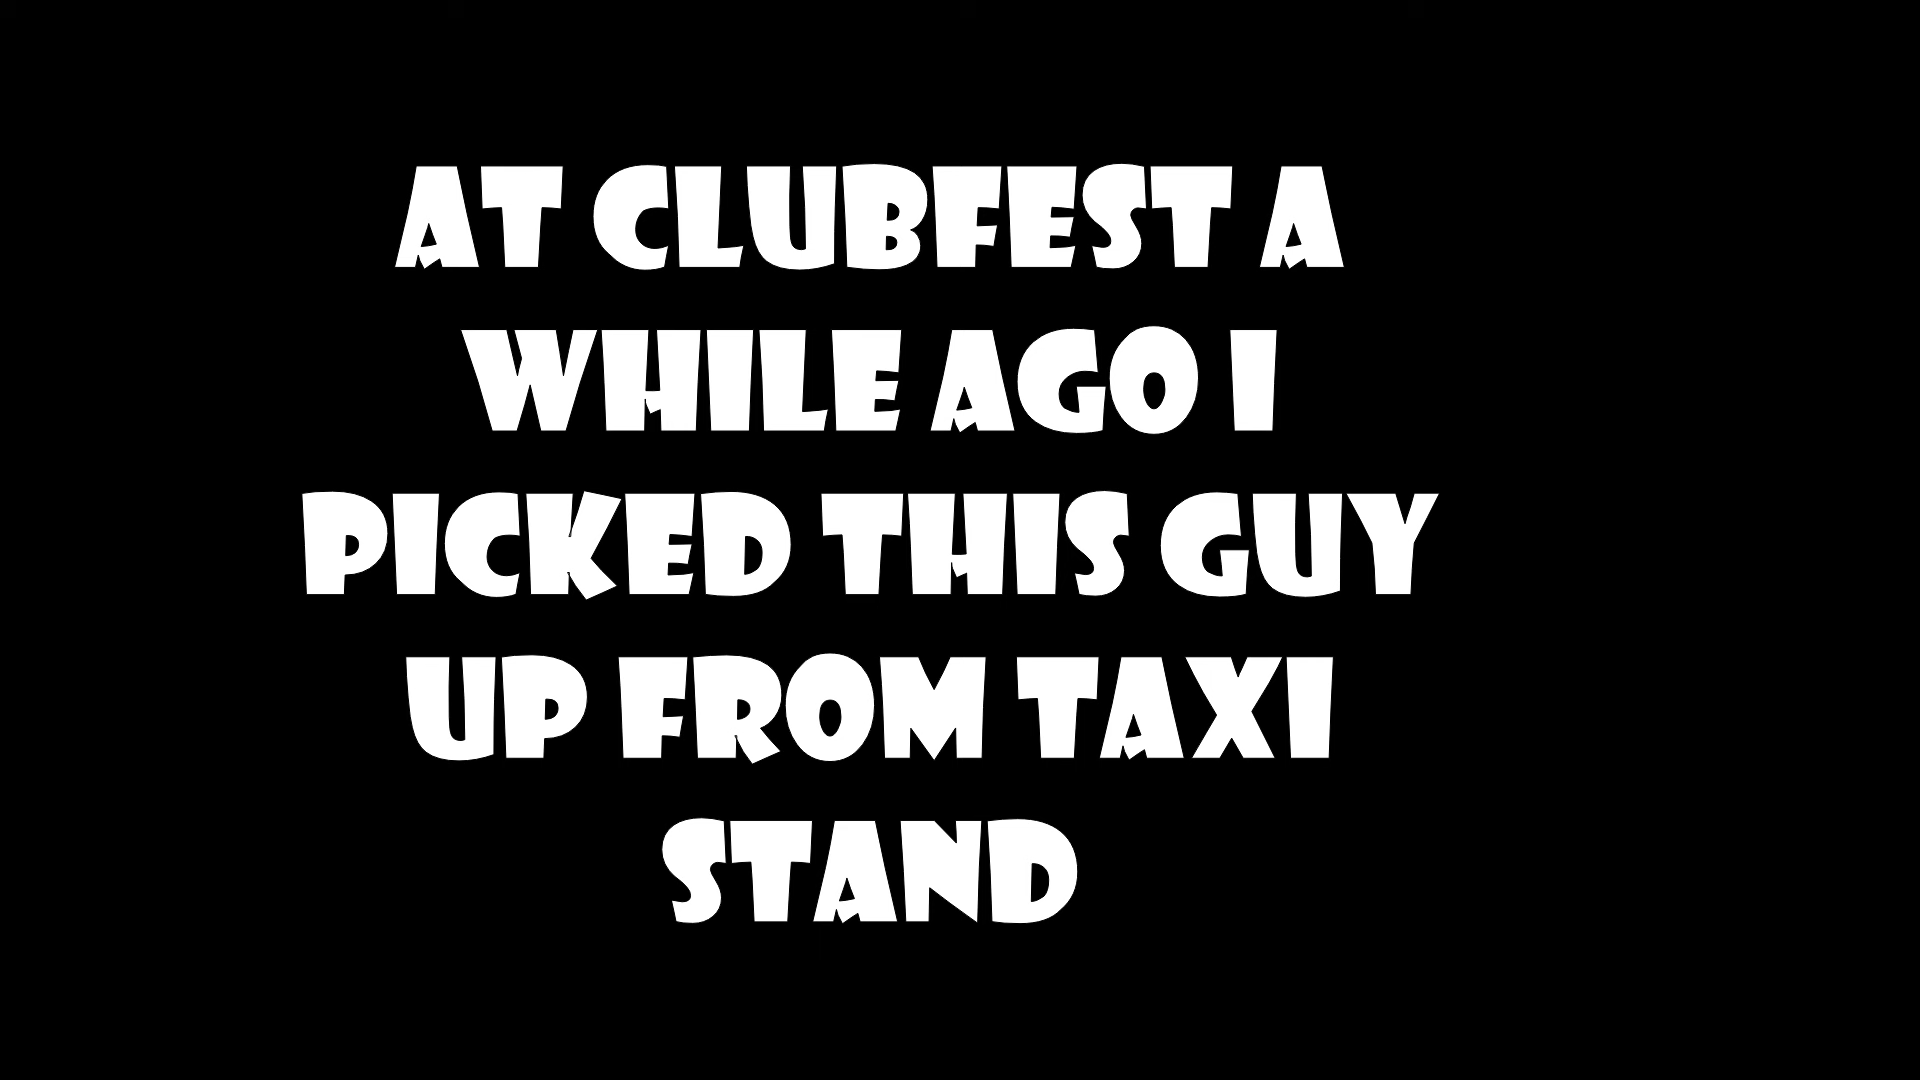 AT CLUBFEST A
WHILE AGO I
PICKED THIS GUY
UP FROM TAXI
STAND